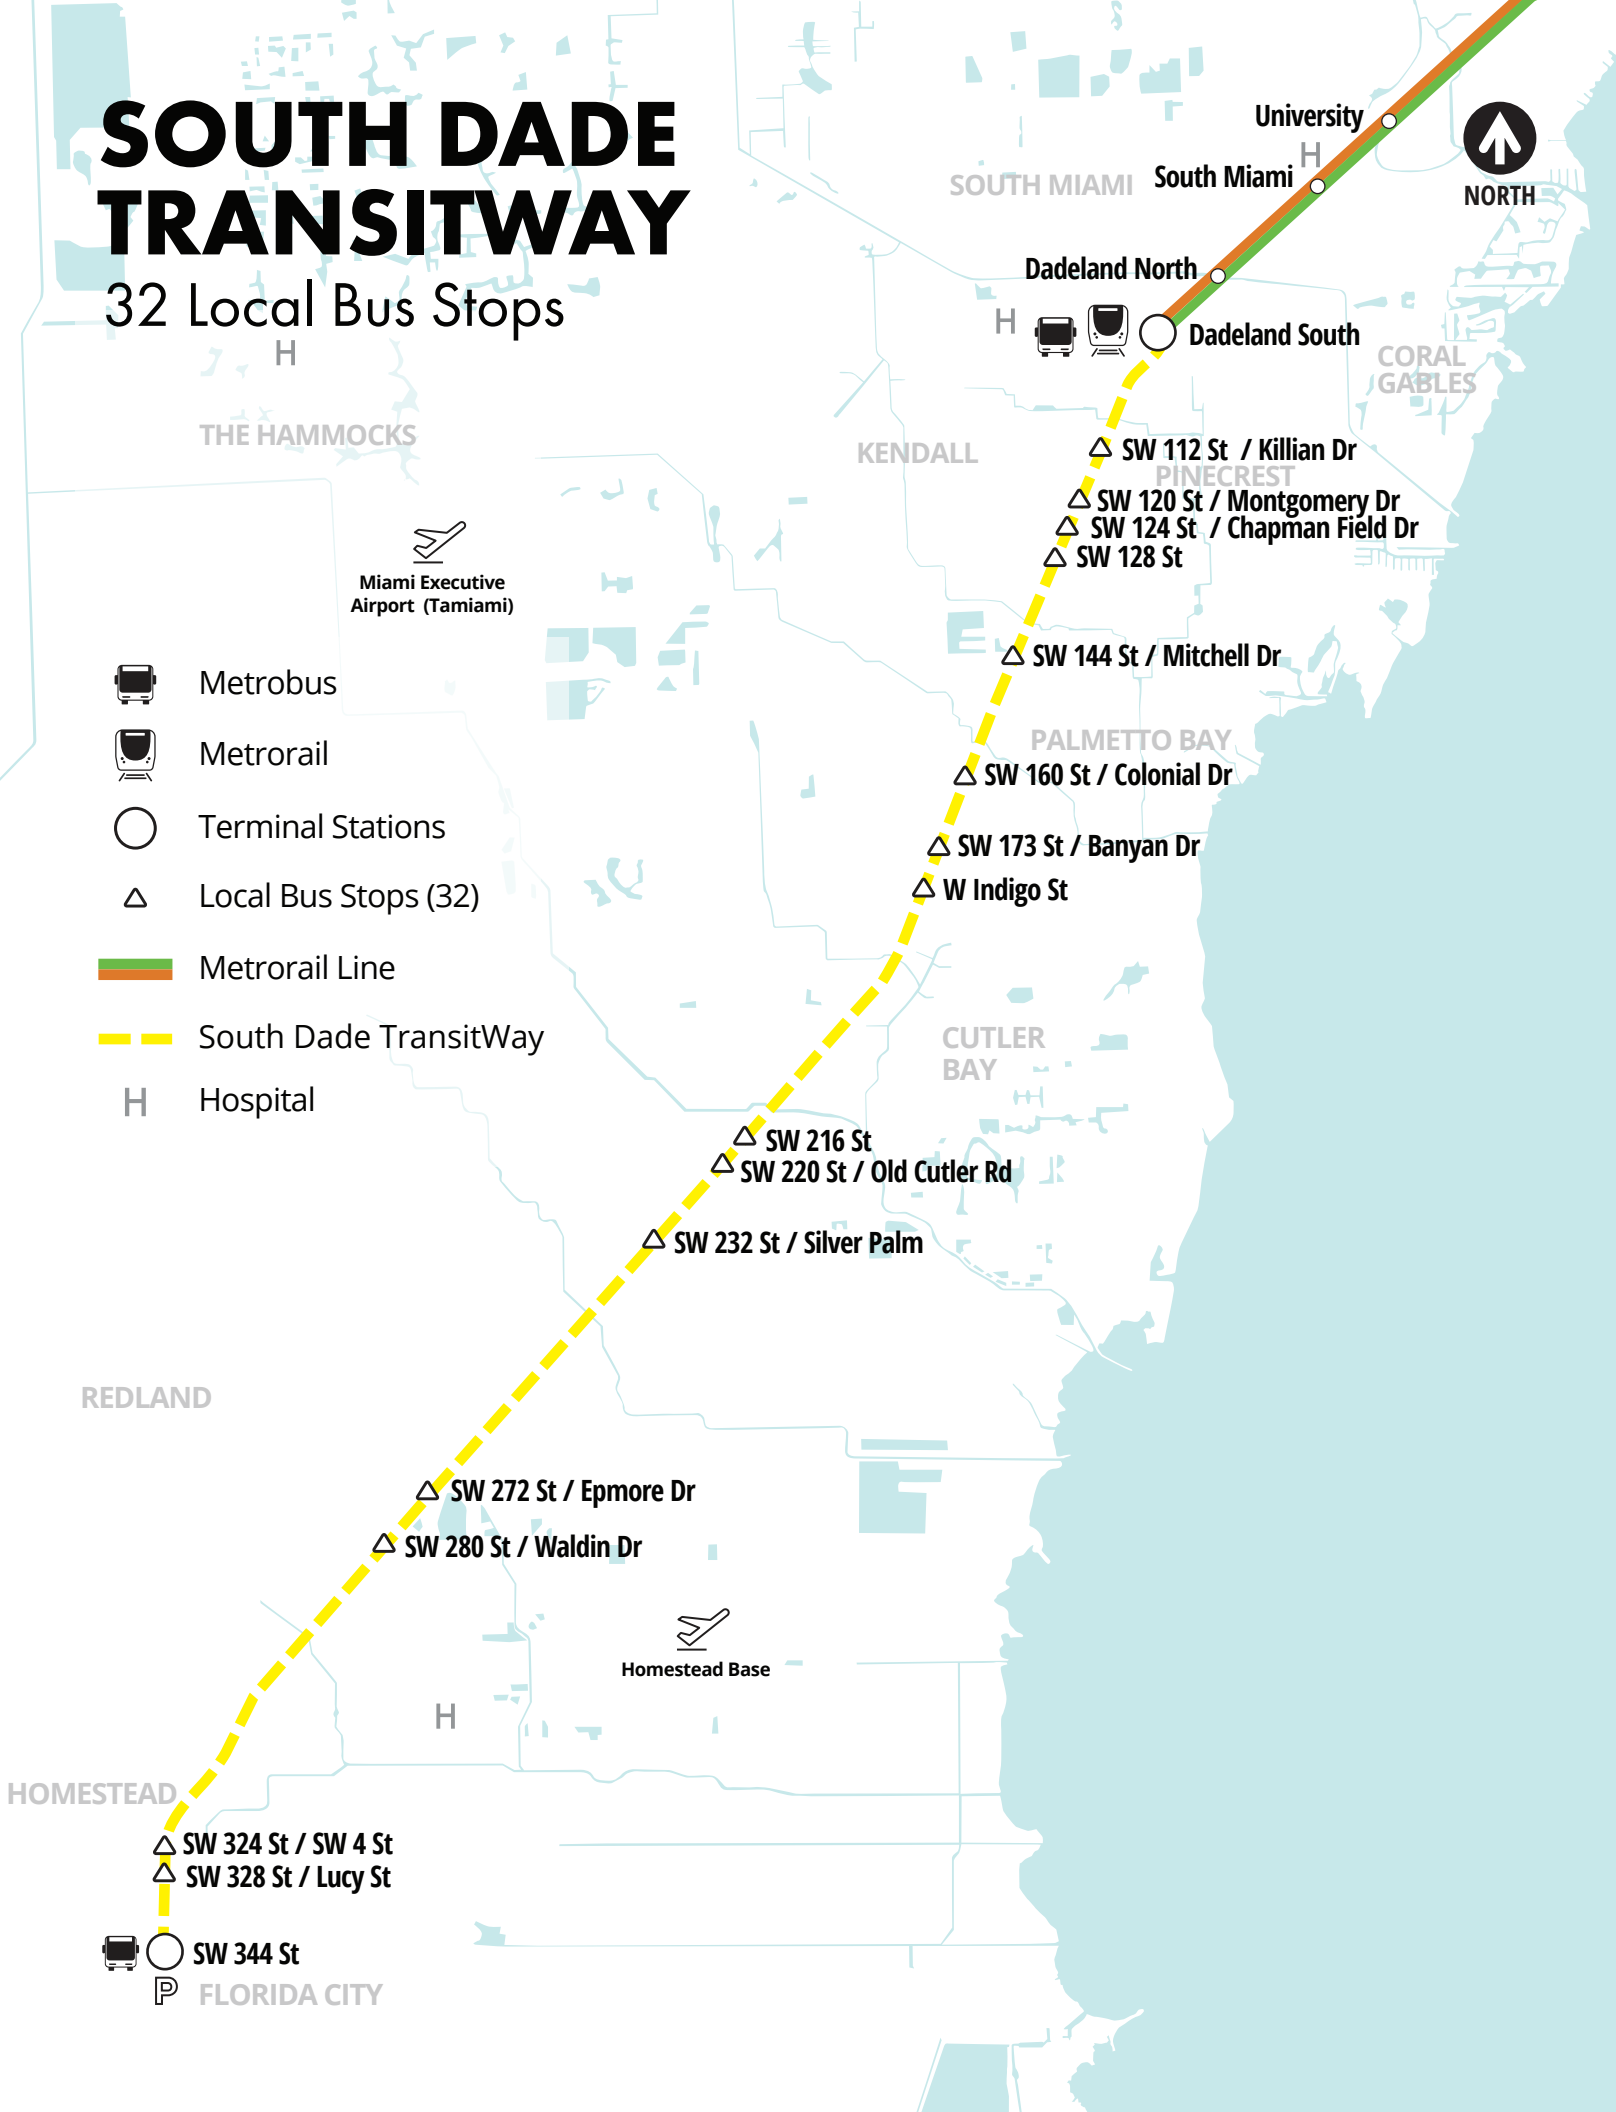 SOUTH DADE
TRANSITWAY
32 Local Bus Stops
University
H
South Miami
SOUTH MIAMI
NORTH
Dadeland North
H
Dadeland South
H
CORAL
GABLES
THE HAMMOCKS
KENDALL
SW 112 St / Killian Dr
PINECREST
SW 120 St / Montgomery Dr
SW 124 St / Chapman Field Dr
SW 128 St
Miami Executive
Airport (Tamiami)
SW 144 St / Mitchell Dr
Metrobus
Metrorail
Terminal Stations
Local Bus Stops (32)
Metrorail Line
South Dade TransitWay
H Hospital
PALMETTO BAY
SW 160 St / Colonial Dr
SW 173 St / Banyan Dr
W Indigo St
CUTLER
BAY
SW 216 St
SW 220 St / Old Cutler Rd
SW 232 St / Silver Palm
REDLAND
SW 272 St / Epmore Dr
SW 280 St / Waldin Dr
Homestead Base
H
HOMESTEAD
SW 324 St / SW 4 St
SW 328 St / Lucy St
SW 344 St
P FLORIDA CITY